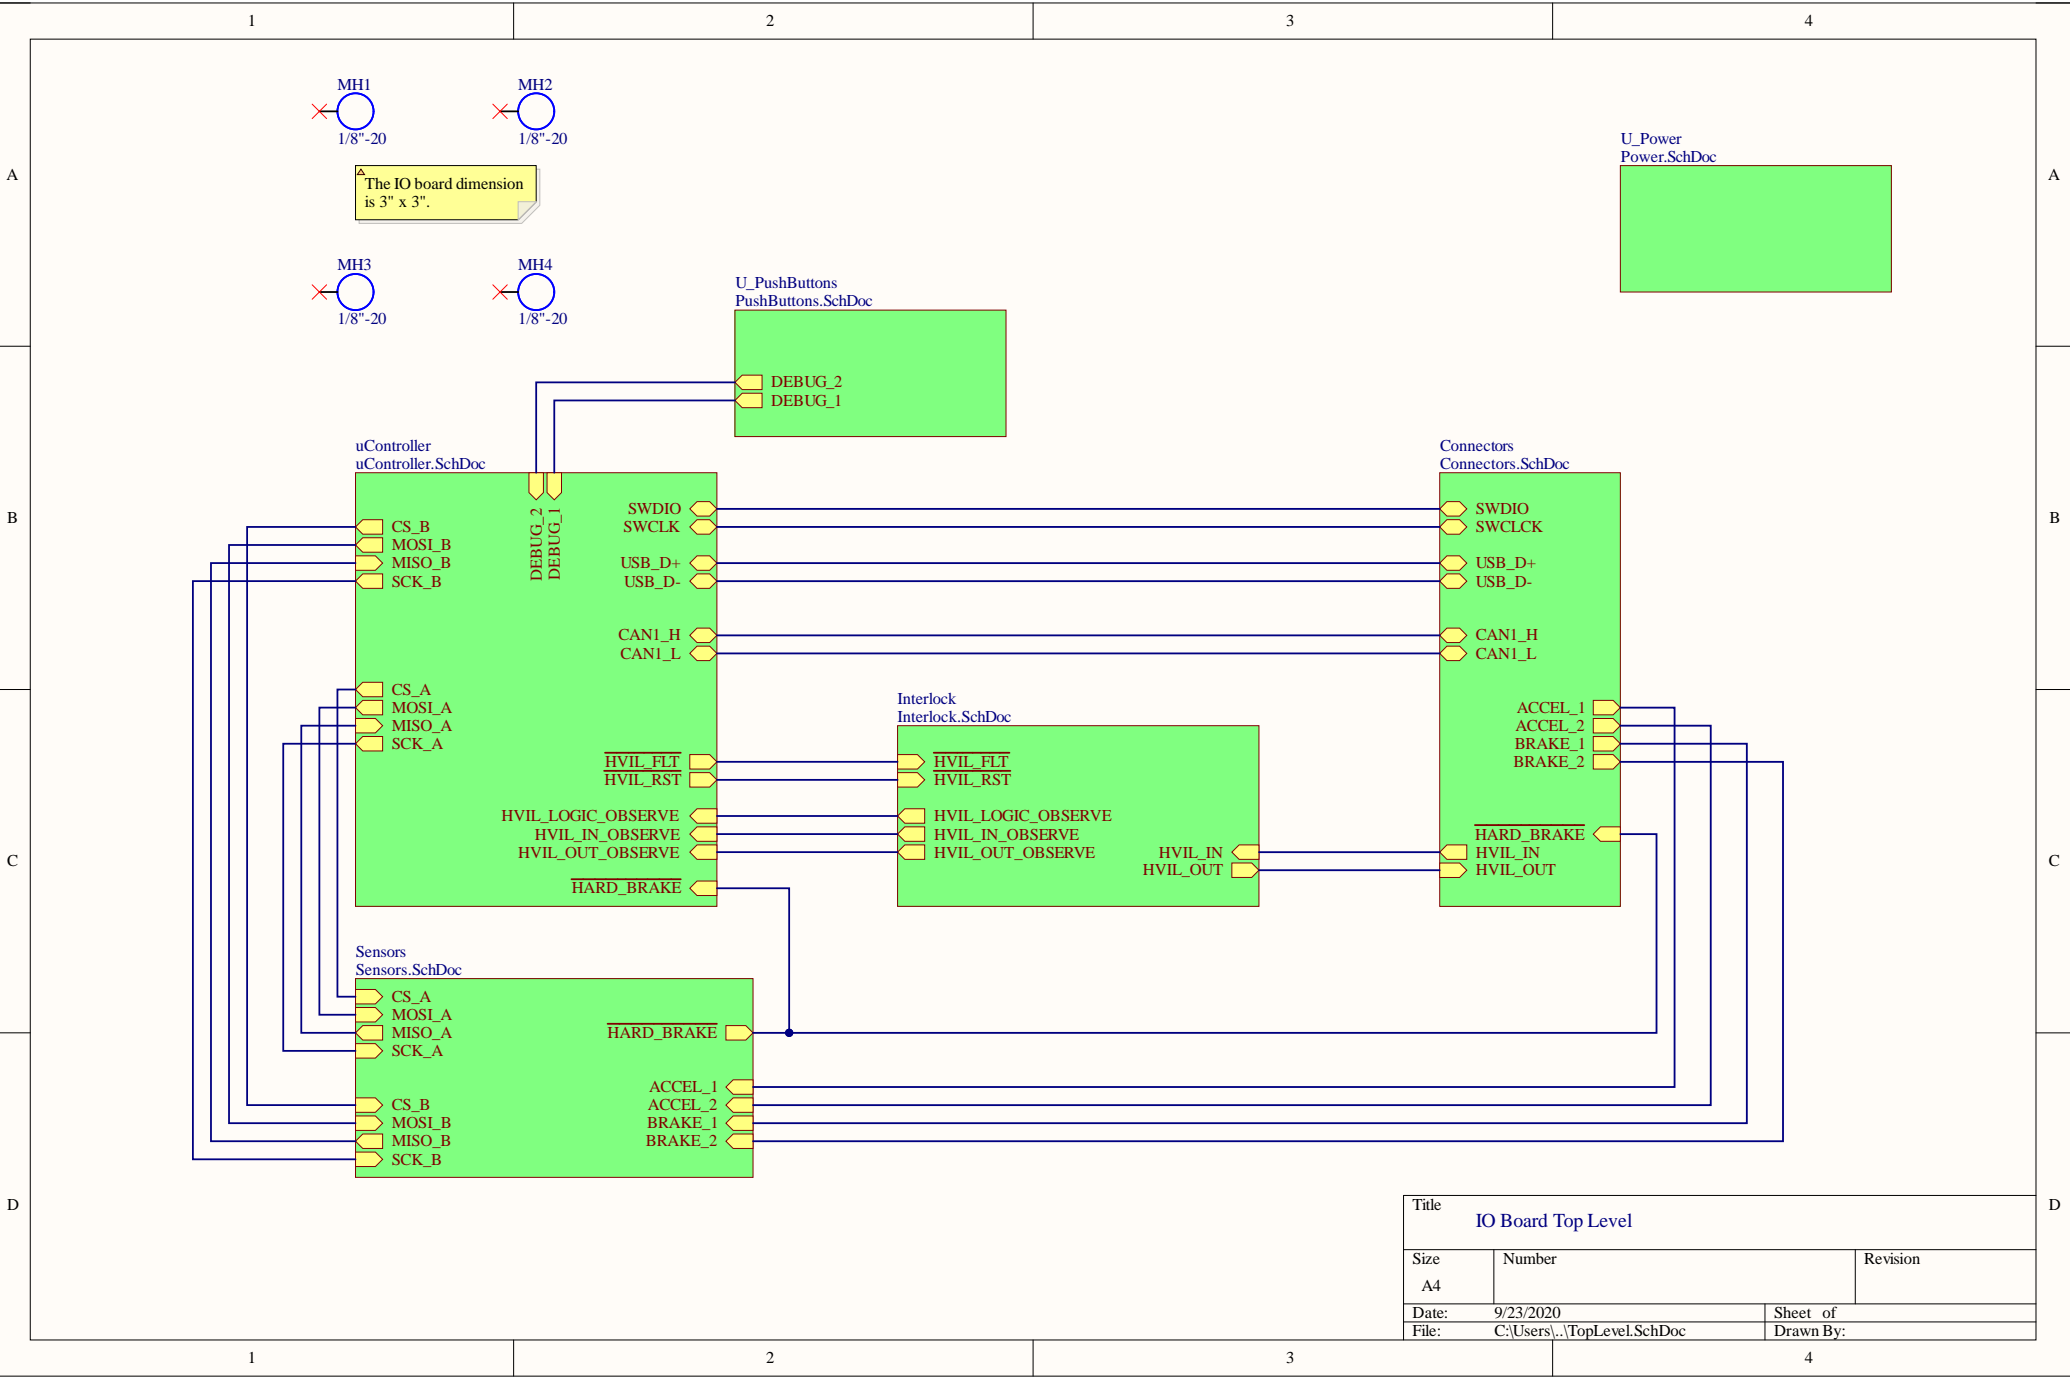 1 2 3 4
MH1
1/8"-20
MH2
1/8"-20
The IO board dimension
is 3" x 3".
MH3
1/8"-20
MH4
1/8"-20
U_Power
Power.SchDoc
A
A
U_PushButtons
PushButtons.SchDoc
DEBUG_2
DEBUG_1
uController
uController.SchDoc
DEBUG_2
DEBUG_1
CS_B
MOSI_B
MISO_B
SCK_B
SWDIO
SWCLK
USB_D+
USB_D-
CAN1_H
CAN1_L
CS_A
MOSI_A
MISO_A
SCK_A
HVIL_FLT
HVIL_RST
HVIL_LOGIC_OBSERVE
HVIL_IN_OBSERVE
HVIL_OUT_OBSERVE
HARD_BRAKE
B
B
Interlock
Interlock.SchDoc
HVIL_FLT
HVIL_RST
HVIL_LOGIC_OBSERVE
HVIL_IN_OBSERVE
HVIL_OUT_OBSERVE
HVIL_IN
HVIL_OUT
Connectors
Connectors.SchDoc
SWDIO
SWCLCK
USB_D+
USB_D-
CAN1_H
CAN1_L
ACCEL_1
ACCEL_2
BRAKE_1
BRAKE_2
HARD_BRAKE
HVIL_IN
HVIL_OUT
C
C
Sensors
Sensors.SchDoc
CS_A
MOSI_A
MISO_A
SCK_A
CS_B
MOSI_B
MISO_B
SCK_B
HARD_BRAKE
ACCEL_1
ACCEL_2
BRAKE_1
BRAKE_2
D
D
Title
IO Board Top Level
Size
A4
Number
Revision
Date: 9/23/2020
Sheet of
File: C:\Users\..\TopLevel.SchDoc
Drawn By:
1 2 3 4